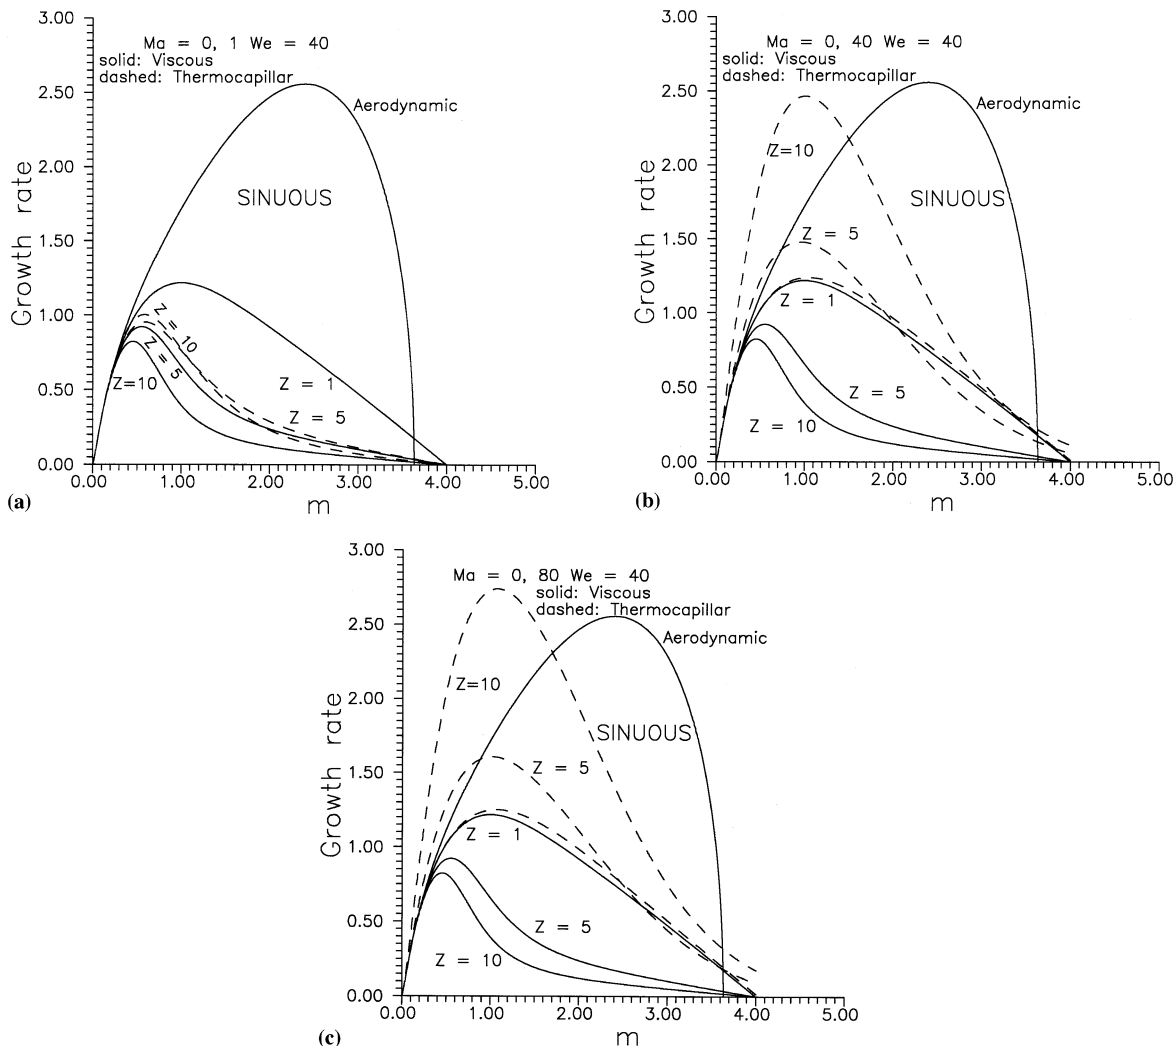 3.00
Ma = 0, 1 We = 40
solid: Viscous
dashed: Thermocapillar
2.50
Aerodynamic
2.00
SINUOUS
Growth rate
1.50
1.00
Z = 10
Z = 5
Z=10
Z = 1
0.50
Z = 5
0.00
0.00 1.00 2.00 3.00 4.00 5.00
(a)
m
3.00
Ma = 0, 40 We = 40
solid: Viscous
dashed: Thermocapillar
2.50
Aerodynamic
Z=10
2.00
SINUOUS
Growth rate
Z = 5
1.50
Z = 1
1.00
0.50
Z = 5
Z = 10
0.00
0.00 1.00 2.00 3.00 4.00 5.00
(b)
m
3.00
Ma = 0, 80 We = 40
solid: Viscous
dashed: Thermocapillar
2.50
Aerodynamic
Z=10
2.00
SINUOUS
Growth rate
Z = 5
1.50
Z = 1
1.00
0.50
Z = 5
Z = 10
0.00
0.00 1.00 2.00 3.00 4.00 5.00
(c)
m